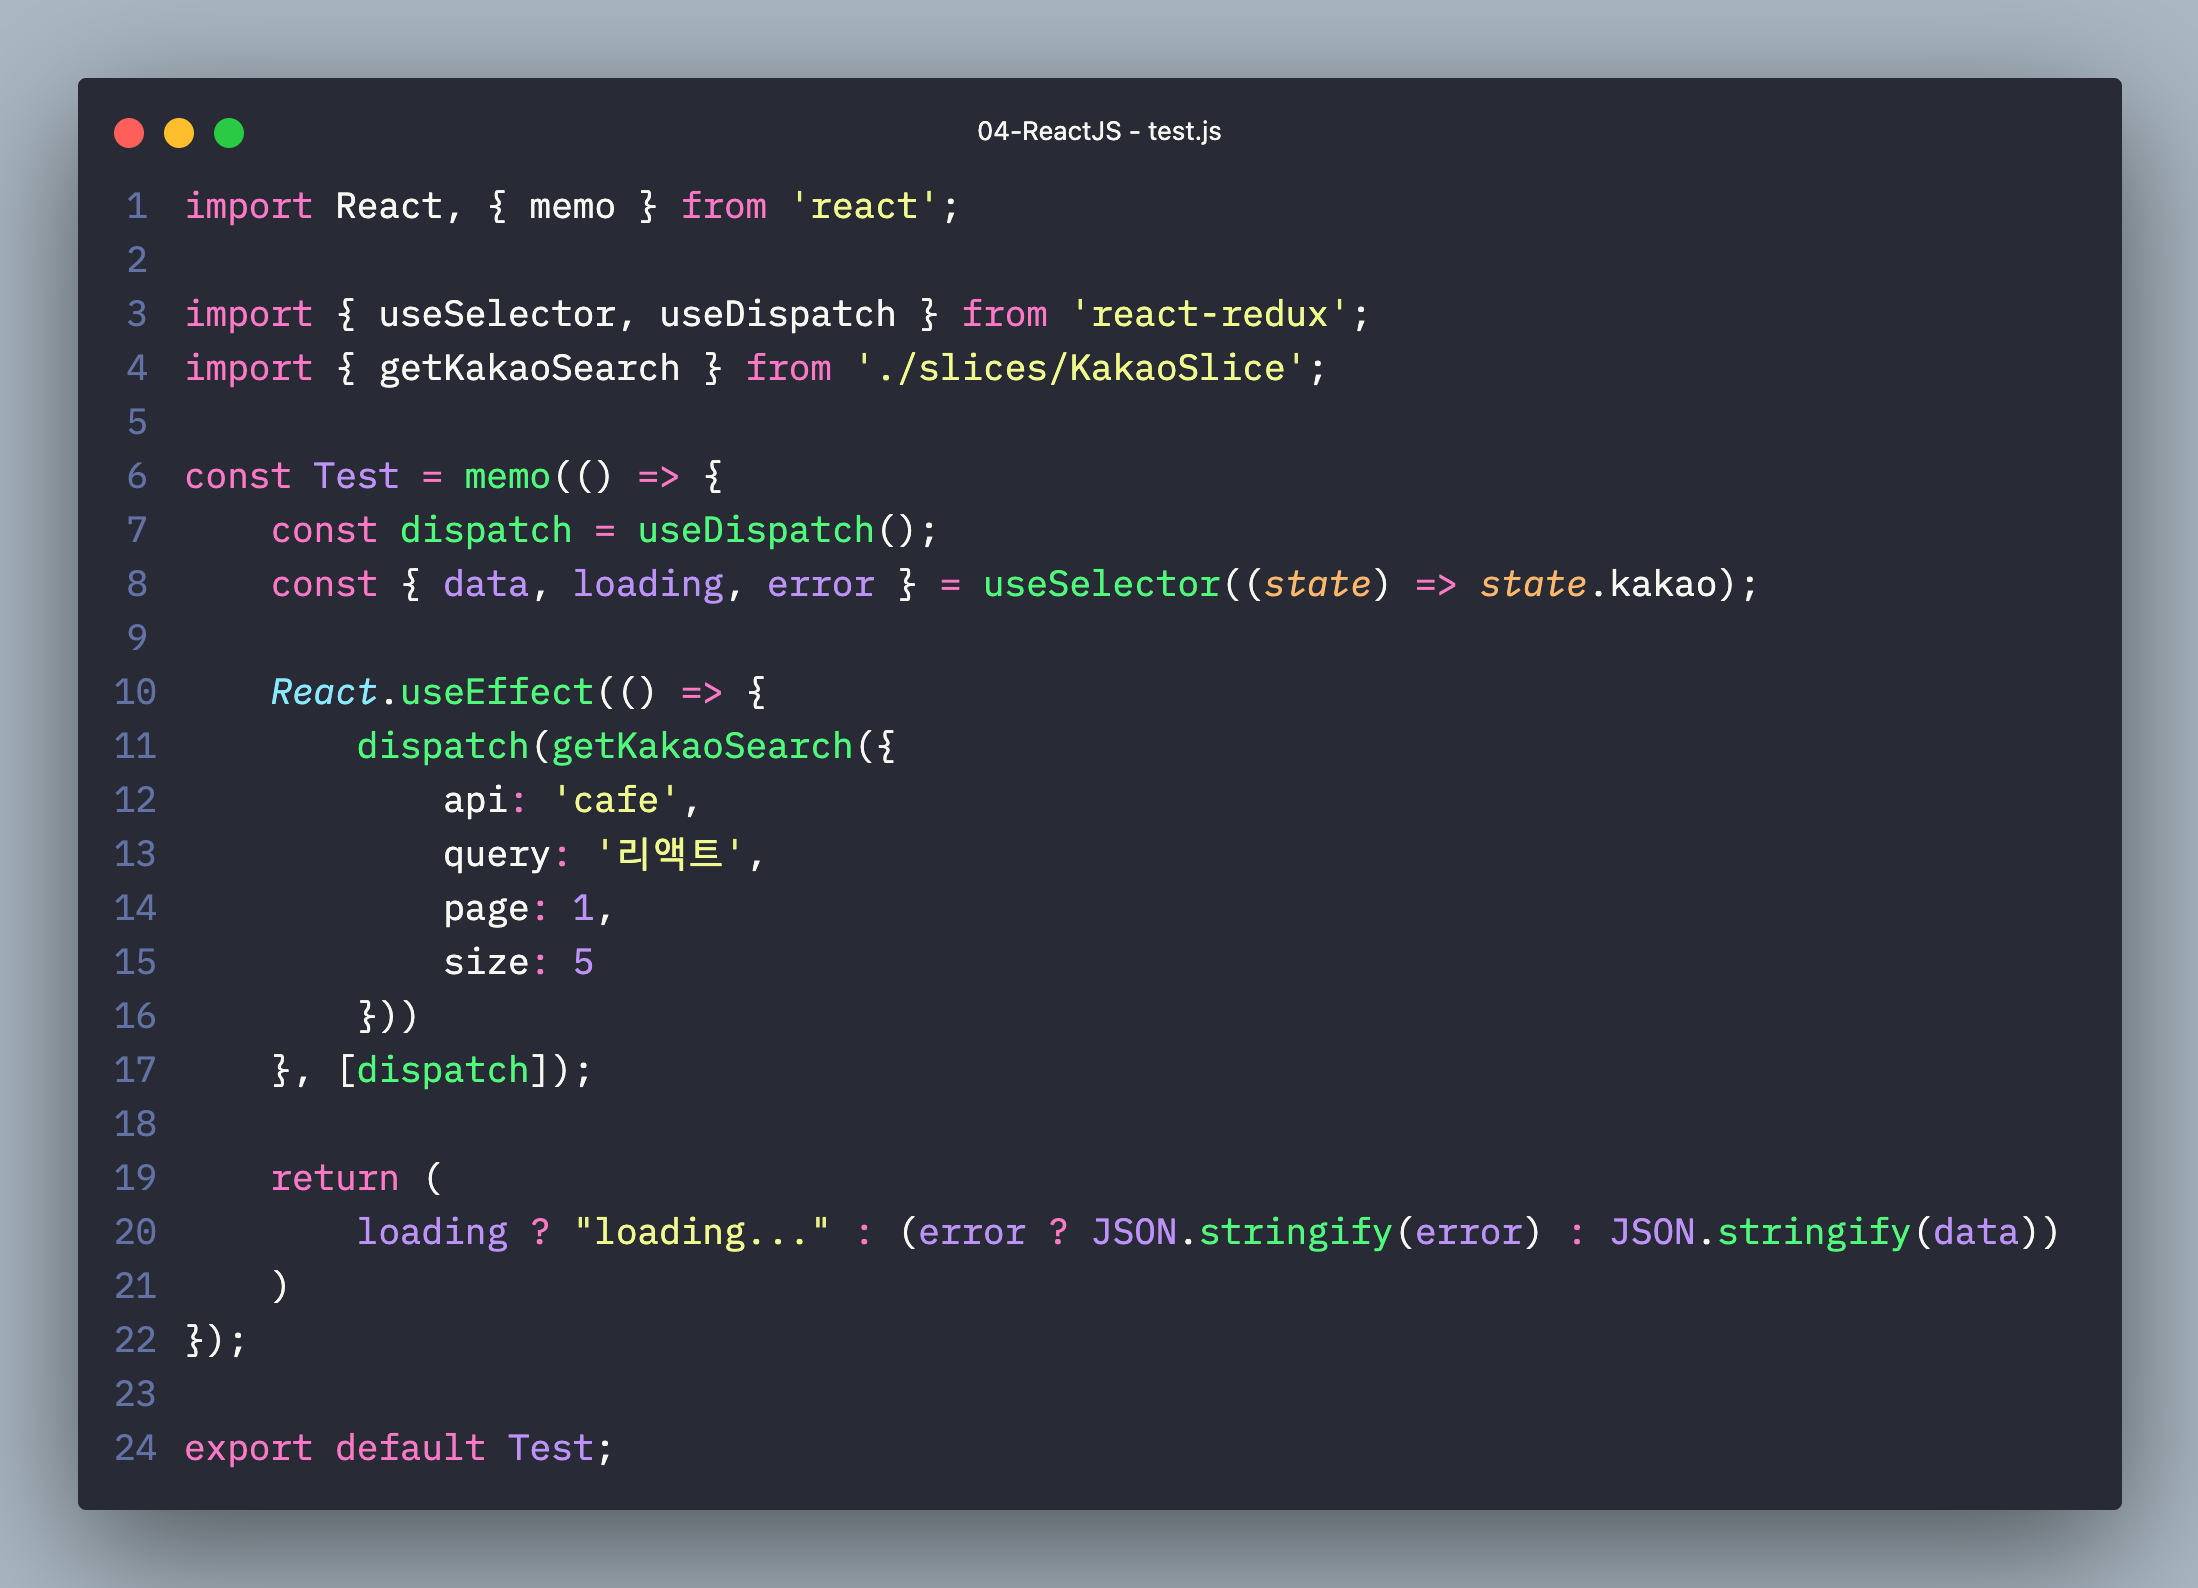 04-ReactJS - test.js
1 import React, { memo } from 'react';
2
3 import { useSelector, useDispatch } from 'react-redux';
4 import { getKakaoSearch } from './slices/KakaoSlice';
5
6 const Test = memo(() => {
7     const dispatch = useDispatch();
8     const { data, loading, error } = useSelector((state) => state.kakao);
9
10     React.useEffect(() => {
11         dispatch(getKakaoSearch({
12             api: 'cafe',
13             query: '리액트',
14             page: 1,
15             size: 5
16         }))
17     }, [dispatch]);
18
19     return (
20         loading ? "loading..." : (error ? JSON.stringify(error) : JSON.stringify(data))
21     )
22 });
23
24 export default Test;